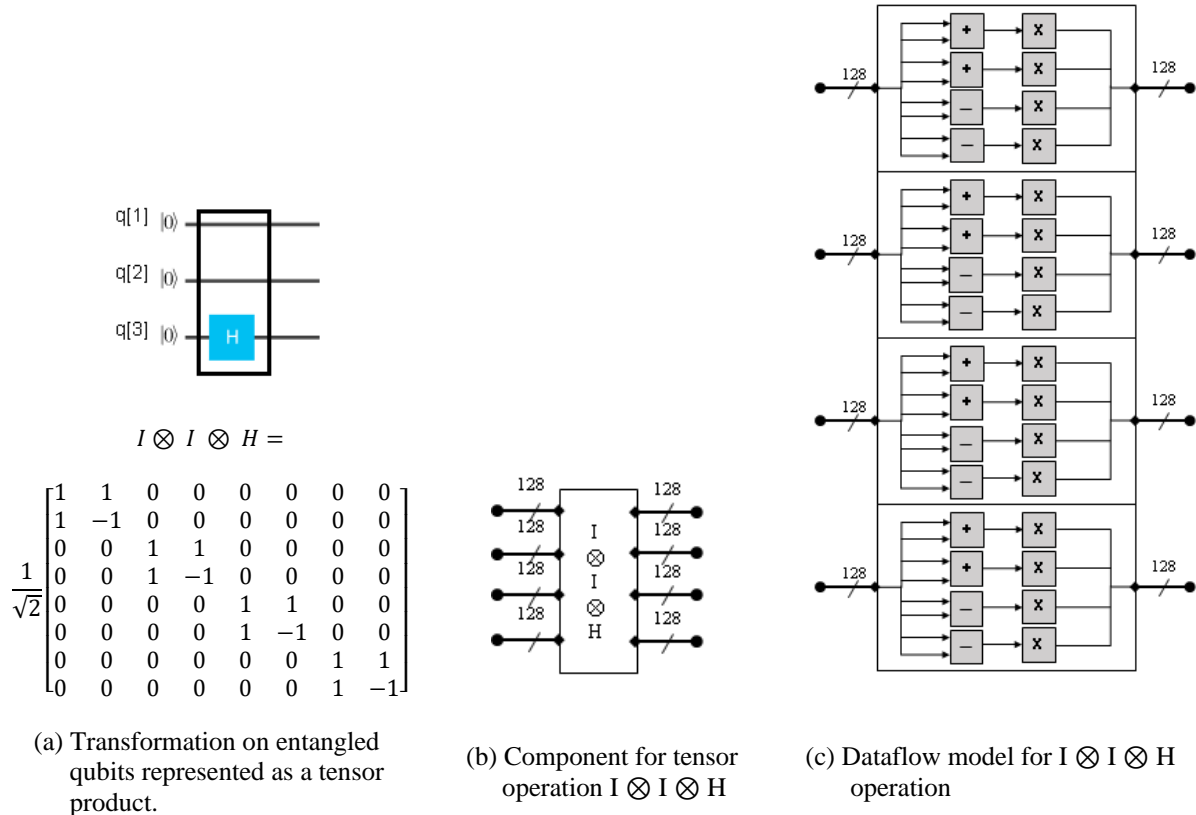 q[1] |0⟩
q[2] |0⟩
q[3] |0⟩ H
I ⊗ I ⊗ H =
1/√2
1 1 0 0 0 0 0 0
1 −1 0 0 0 0 0 0
0 0 1 1 0 0 0 0
0 0 1 −1 0 0 0 0
0 0 0 0 1 1 0 0
0 0 0 0 1 −1 0 0
0 0 0 0 0 0 1 1
0 0 0 0 0 0 1 −1
(a) Transformation on entangled
qubits represented as a tensor
product.
128 128
128 128
128 128
128 128
I
⊗
I
⊗
H
(b) Component for tensor
operation I ⊗ I ⊗ H
+ X
128 + X 128
− X
− X
+ X
128 + X 128
− X
− X
+ X
128 + X 128
− X
− X
+ X
128 + X 128
− X
− X
(c) Dataflow model for I ⊗ I ⊗ H
operation